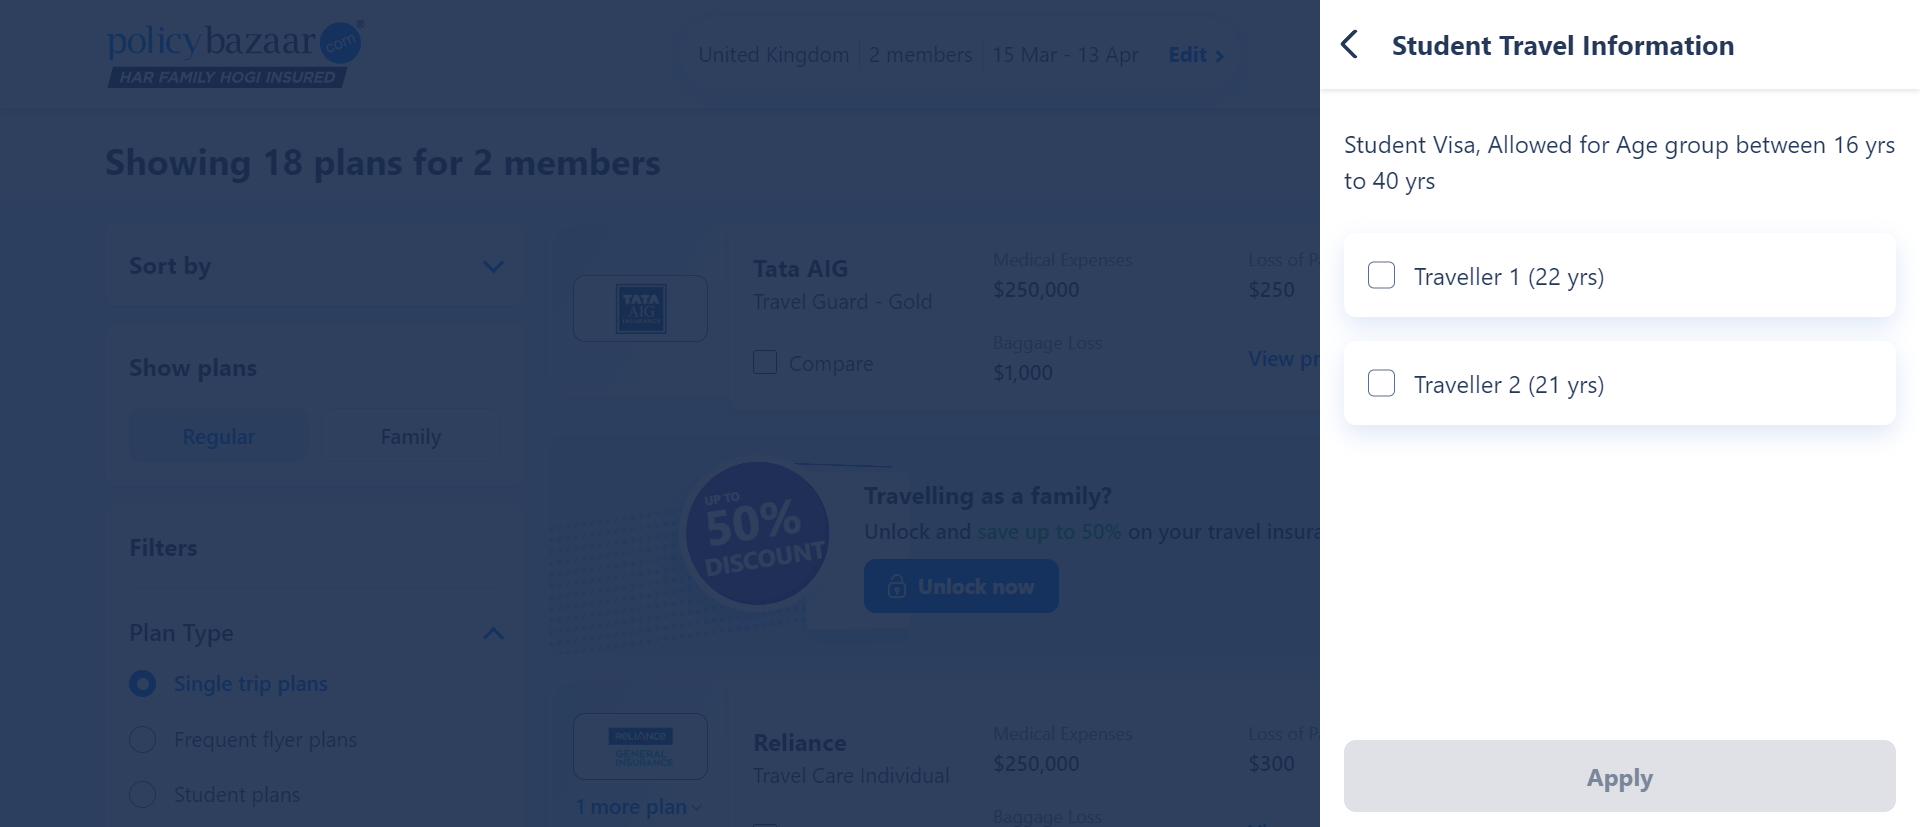 policybazaar.com®
HAR FAMILY HOGI INSURED
United Kingdom 2 members 15 Mar - 13 Apr Edit
Showing 18 plans for 2 members
Sort by
Show plans
Regular Family
Filters
Plan Type
Single trip plans
Frequent flyer plans
Student plans
TATA
AIG
INSURANCE
Tata AIG
Travel Guard - Gold
Compare
Medical Expenses
$250,000
Baggage Loss
$1,000
Loss of P
$250
View pr
UP TO
50%
DISCOUNT
Travelling as a family?
Unlock and save up to 50% on your travel insura
Unlock now
RELIANCE
GENERAL
INSURANCE
1 more plan
Reliance
Travel Care Individual
Medical Expenses
$250,000
Baggage Loss
Loss of P
$300
Student Travel Information
Student Visa, Allowed for Age group between 16 yrs
to 40 yrs
Traveller 1 (22 yrs)
Traveller 2 (21 yrs)
Apply